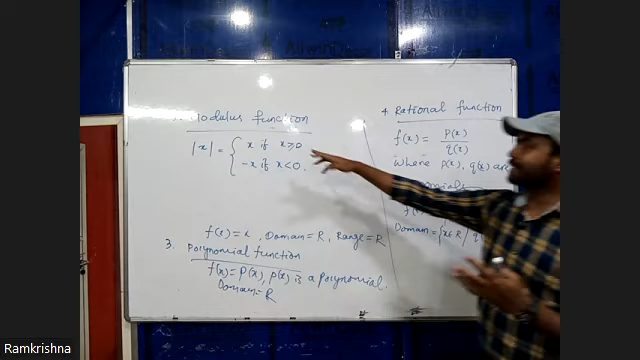 Modulus function
|x| = { x if x≥0
-x if x<0.
f(x)=x, Domain=R, Range=R
3. Polynomial function
f(x)=P(x), P(x) is a polynomial.
Domain=R
4. Rational function
f(x) = P(x)/q(x)
Where P(x), q(x) are
Domain={x∈R/ q
Ramkrishna